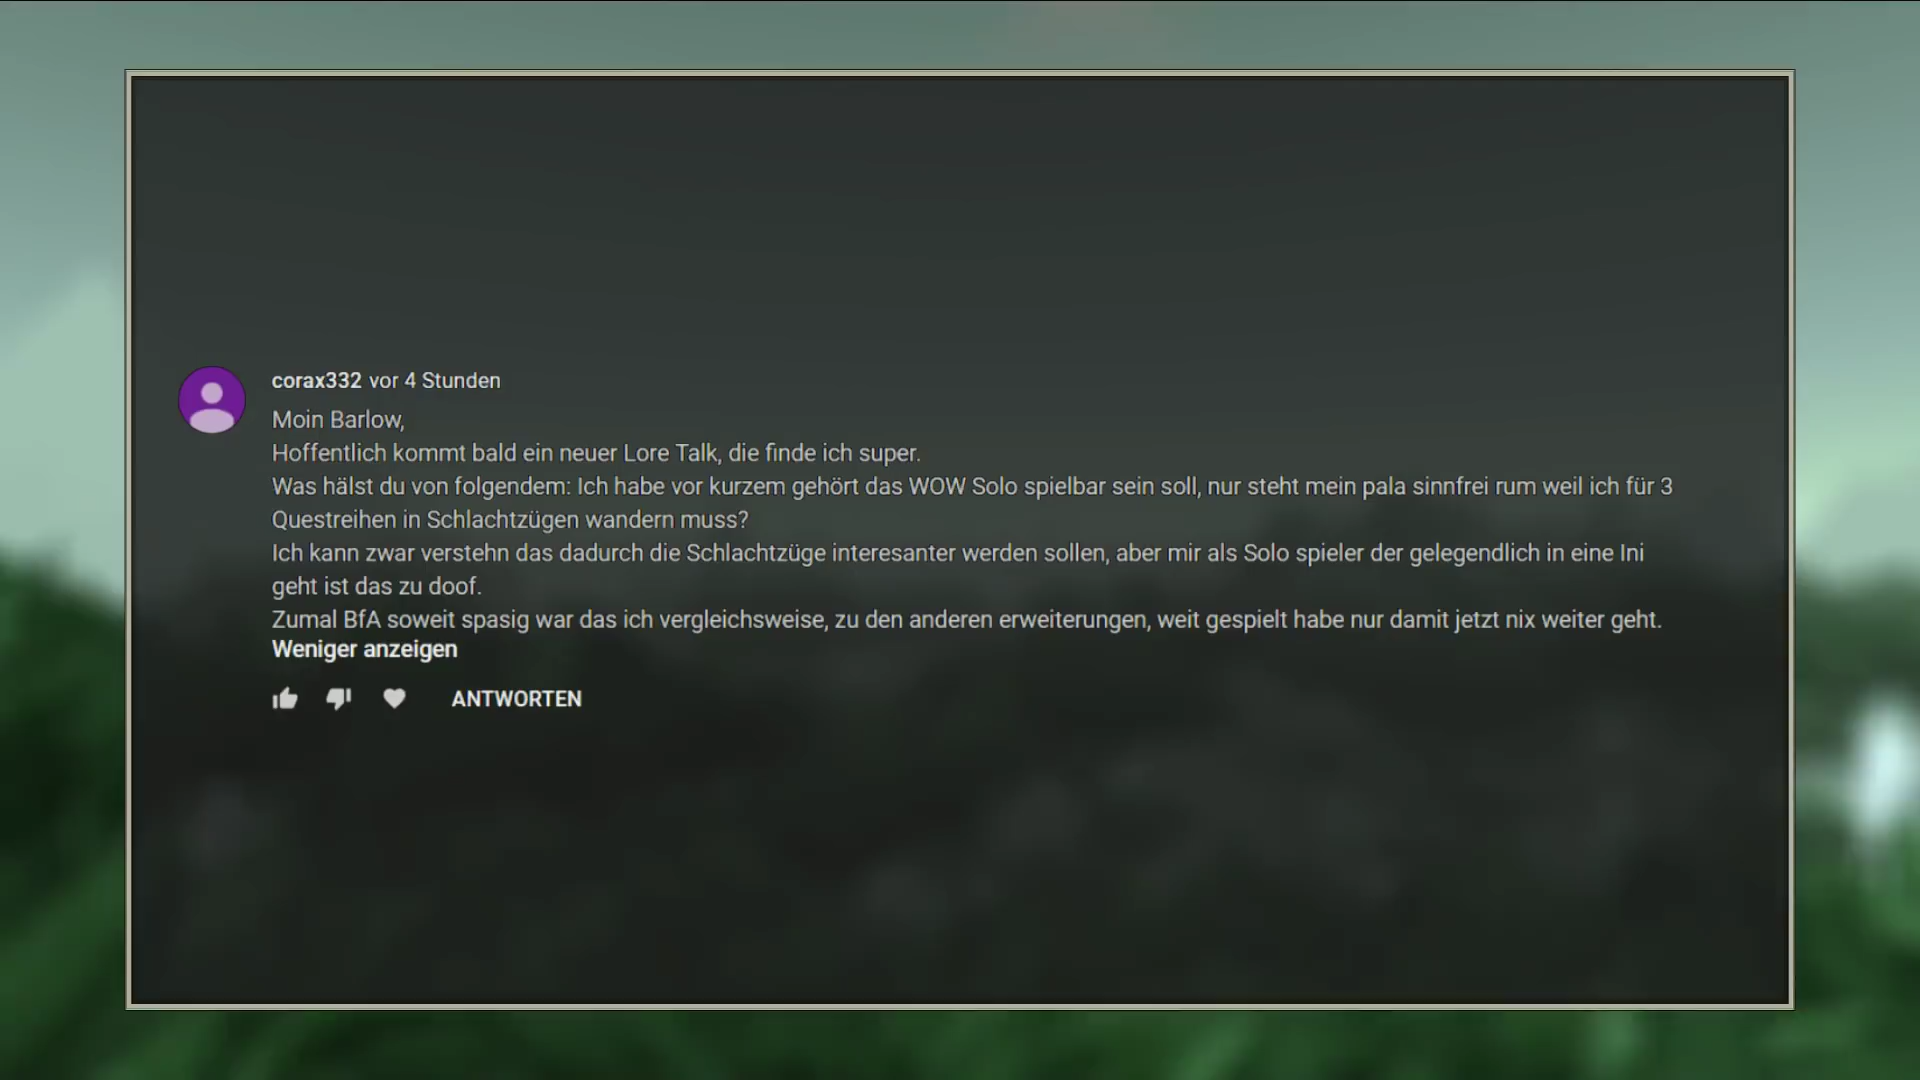 corax332 vor 4 Stunden
Moin Barlow,
Hoffentlich kommt bald ein neuer Lore Talk, die finde ich super.
Was hälst du von folgendem: Ich habe vor kurzem gehört das WOW Solo spielbar sein soll, nur steht mein pala sinnfrei rum weil ich für 3
Questreihen in Schlachtzügen wandern muss?
Ich kann zwar verstehn das dadurch die Schlachtzüge interesanter werden sollen, aber mir als Solo spieler der gelegendlich in eine Ini
geht ist das zu doof.
Zumal BfA soweit spasig war das ich vergleichsweise, zu den anderen erweiterungen, weit gespielt habe nur damit jetzt nix weiter geht.
Weniger anzeigen
ANTWORTEN